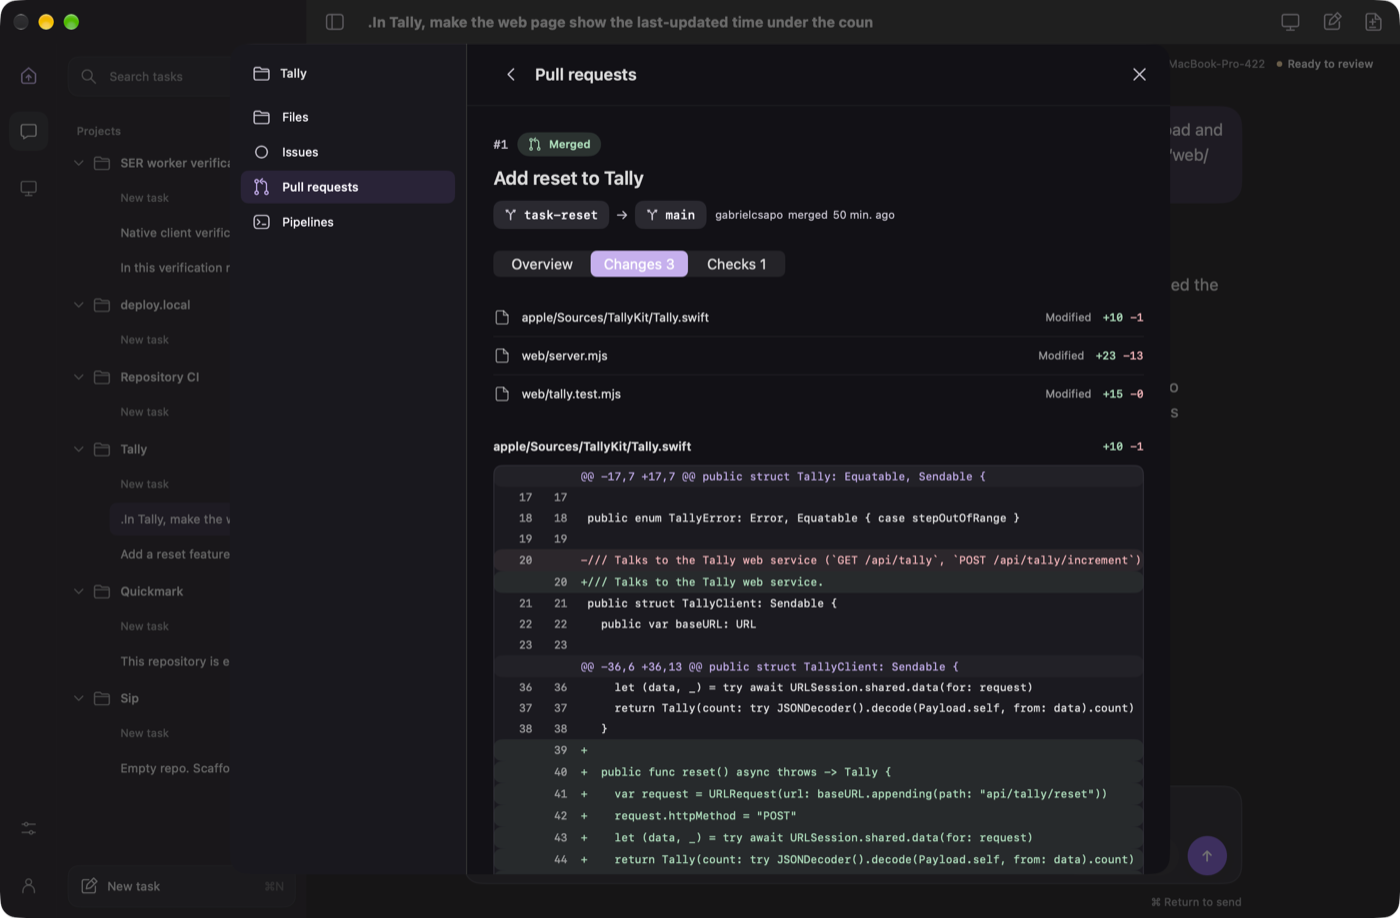 .In Tally, make the web page show the last-updated time under the coun
Search tasks
Projects
SER worker verifica
New task
Native client verific
In this verification r
deploy.local
New task
Repository CI
New task
Tally
New task
.In Tally, make the w
Add a reset feature
Quickmark
New task
This repository is e
Sip
New task
Empty repo. Scaffo
New task ⌘N
Tally
Files
Issues
Pull requests
Pipelines
Pull requests
#1 Merged
Add reset to Tally
task-reset → main gabrielcsapo merged 50 min. ago
Overview Changes 3 Checks 1
apple/Sources/TallyKit/Tally.swift Modified +10 −1
web/server.mjs Modified +23 −13
web/tally.test.mjs Modified +15 −0
apple/Sources/TallyKit/Tally.swift +10 −1
@@ -17,7 +17,7 @@ public struct Tally: Equatable, Sendable {
17 17
18 18 public enum TallyError: Error, Equatable { case stepOutOfRange }
19 19
20 -/// Talks to the Tally web service (`GET /api/tally`, `POST /api/tally/increment`)
20 +/// Talks to the Tally web service.
21 21 public struct TallyClient: Sendable {
22 22 public var baseURL: URL
23 23
@@ -36,6 +36,13 @@ public struct TallyClient: Sendable {
36 36 let (data, _) = try await URLSession.shared.data(for: request)
37 37 return Tally(count: try JSONDecoder().decode(Payload.self, from: data).count)
38 38 }
39 +
40 + public func reset() async throws -> Tally {
41 + var request = URLRequest(url: baseURL.appending(path: "api/tally/reset"))
42 + request.httpMethod = "POST"
43 + let (data, _) = try await URLSession.shared.data(for: request)
44 + return Tally(count: try JSONDecoder().decode(Payload.self, from: data).count)
MacBook-Pro-422 Ready to review
ad and
/web/
ed the
o
s
⌘ Return to send